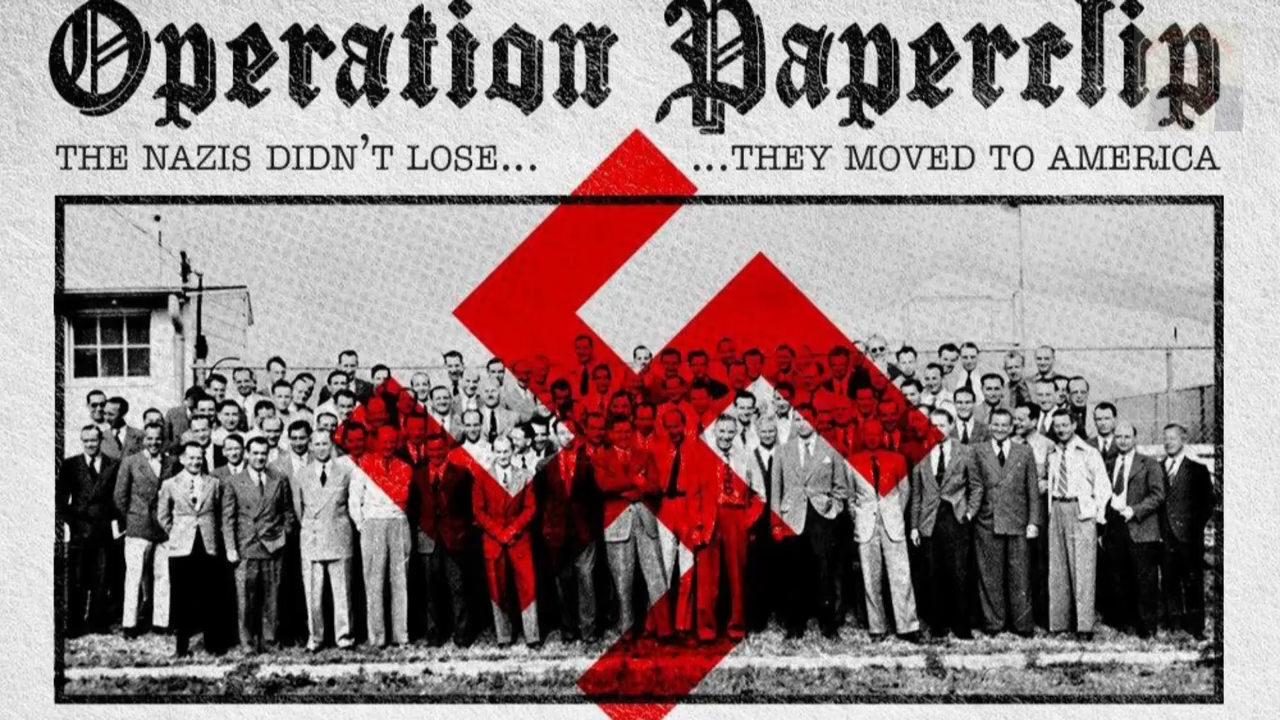 Operation Paperclip
THE NAZIS DIDN'T LOSE... ...THEY MOVED TO AMERICA